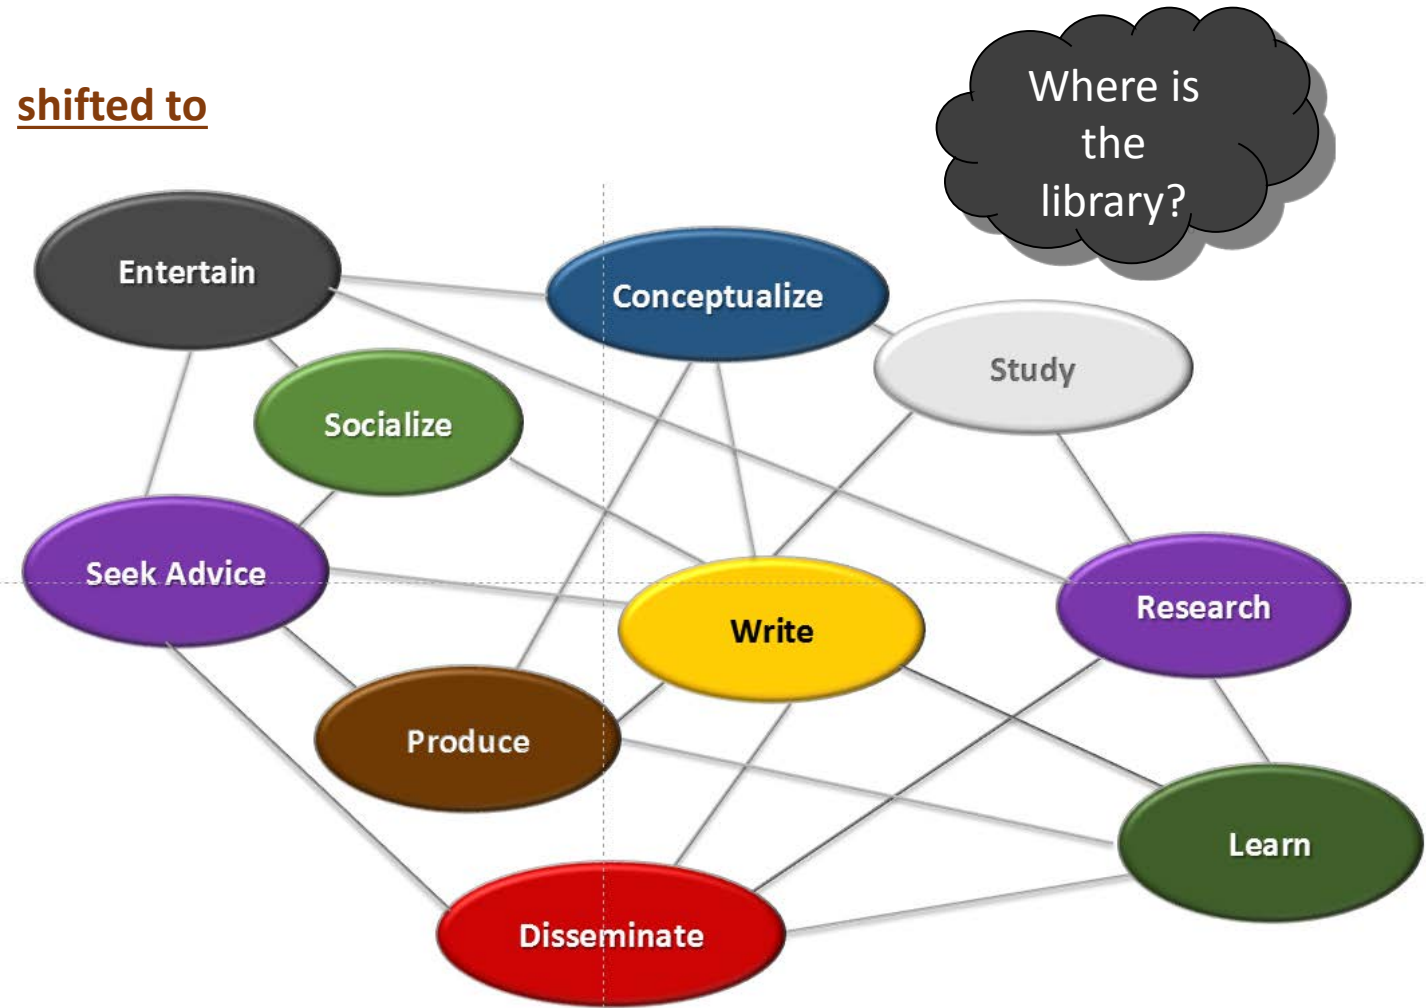 shifted to
Where is
the
library?
Entertain
Conceptualize
Study
Socialize
Seek Advice
Write
Research
Produce
Learn
Disseminate